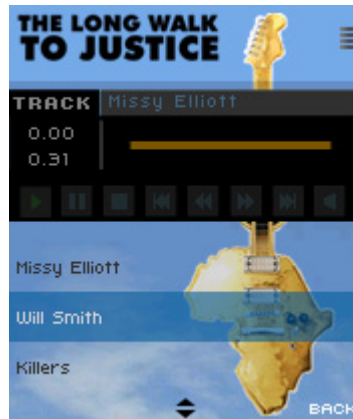 THE LONG WALK
TO JUSTICE
TRACK Missy Elliott
0.00
0.31
Missy Elliott
Will Smith
Killers
BACK